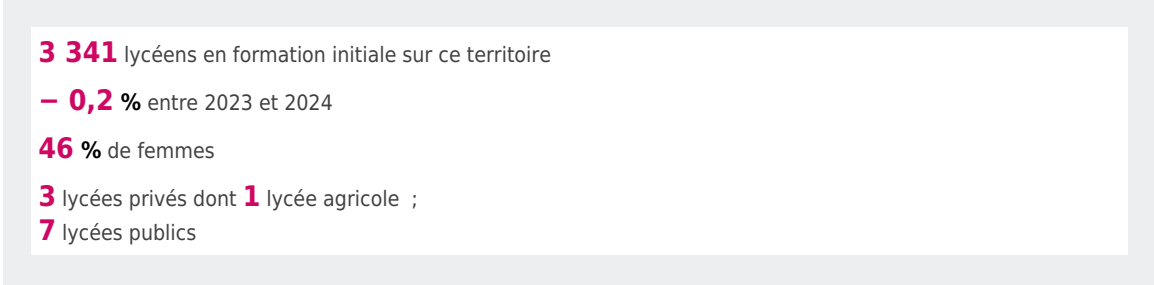 3 341 lycéens en formation initiale sur ce territoire
− 0,2 % entre 2023 et 2024
46 % de femmes
3 lycées privés dont 1 lycée agricole  ;
7 lycées publics